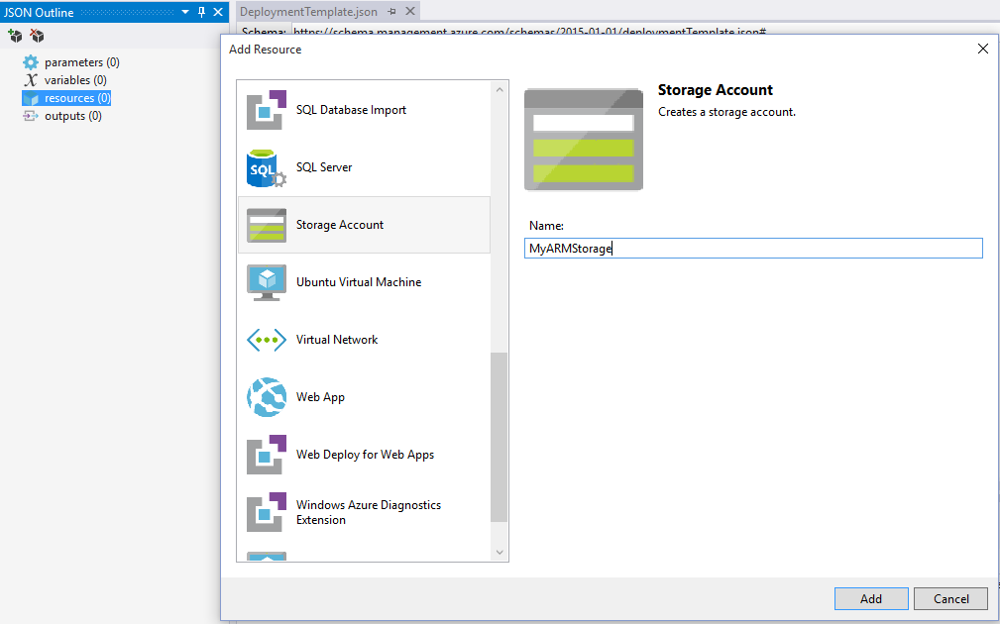 JSON Outline
DeploymentTemplate.json
Schema: https://schema.management.azure.com/schemas/2015-01-01/deploymentTemplate.json#
parameters (0)
variables (0)
resources (0)
outputs (0)
Add Resource
SQL Database Import
SQL
SQL Server
Storage Account
Ubuntu Virtual Machine
Virtual Network
Web App
Web Deploy for Web Apps
Windows Azure Diagnostics
Extension
Storage Account
Creates a storage account.
Name:
MyARMStorage
Add
Cancel